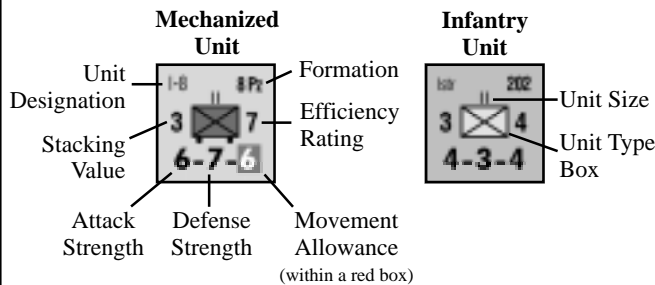 Mechanized
Unit
Infantry
Unit
Unit
Designation
Formation
I-8
8 Pz
3
7
6-7-6
Stacking
Value
Efficiency
Rating
Attack
Strength
Defense
Strength
Movement
Allowance
(within a red box)
202
3
4
4-3-4
Unit Size
Unit Type
Box